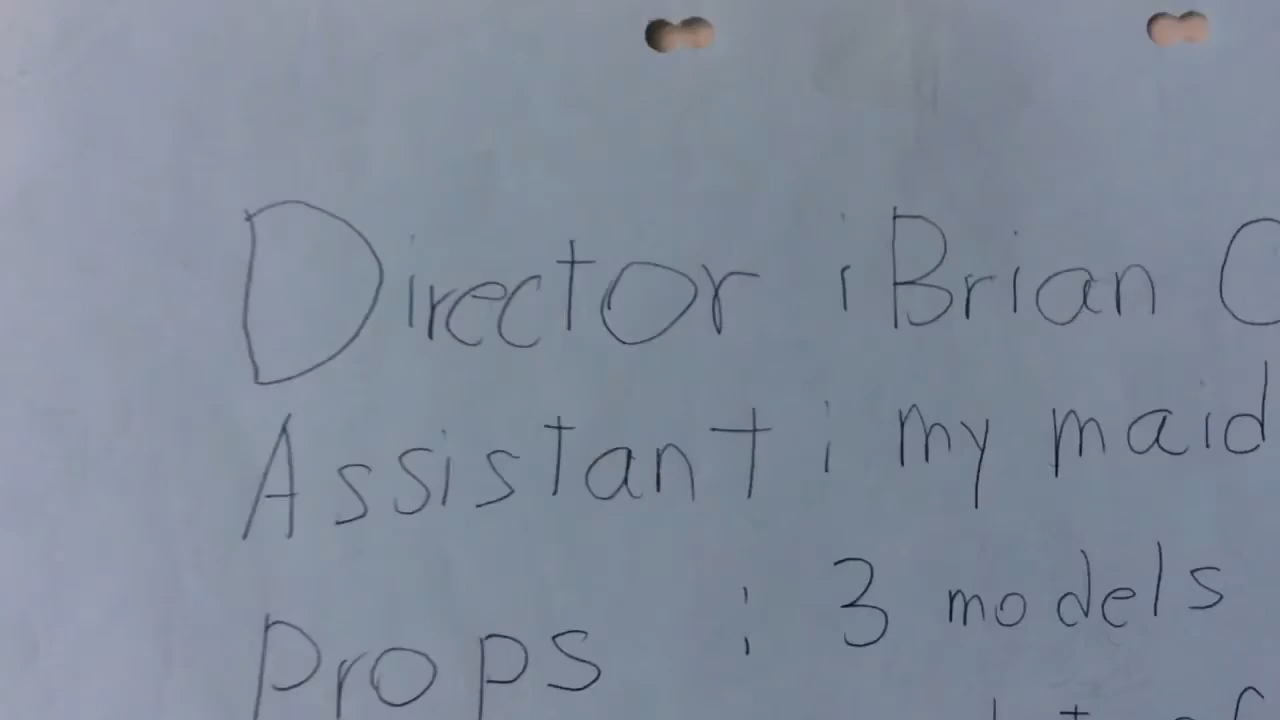 Director : Brian C
Assistant : my maid
Props : 3 models